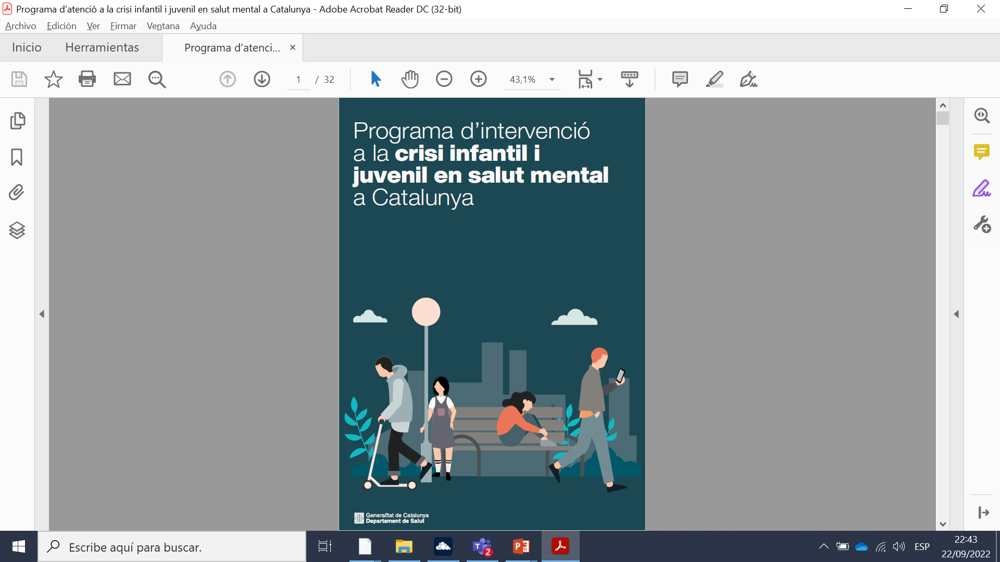 Programa d’atenció a la crisi infantil i juvenil en salut mental a Catalunya - Adobe Acrobat Reader DC (32-bit)
Archivo Edición Ver Firmar Ventana Ayuda
Inicio Herramientas Programa d’atenci... ×
1 / 32 43,1%
Programa d’intervenció
a la crisi infantil i
juvenil en salut mental
a Catalunya
Generalitat de Catalunya
Departament de Salut
Escribe aquí para buscar.
T 2
P
ESP
22:43
22/09/2022